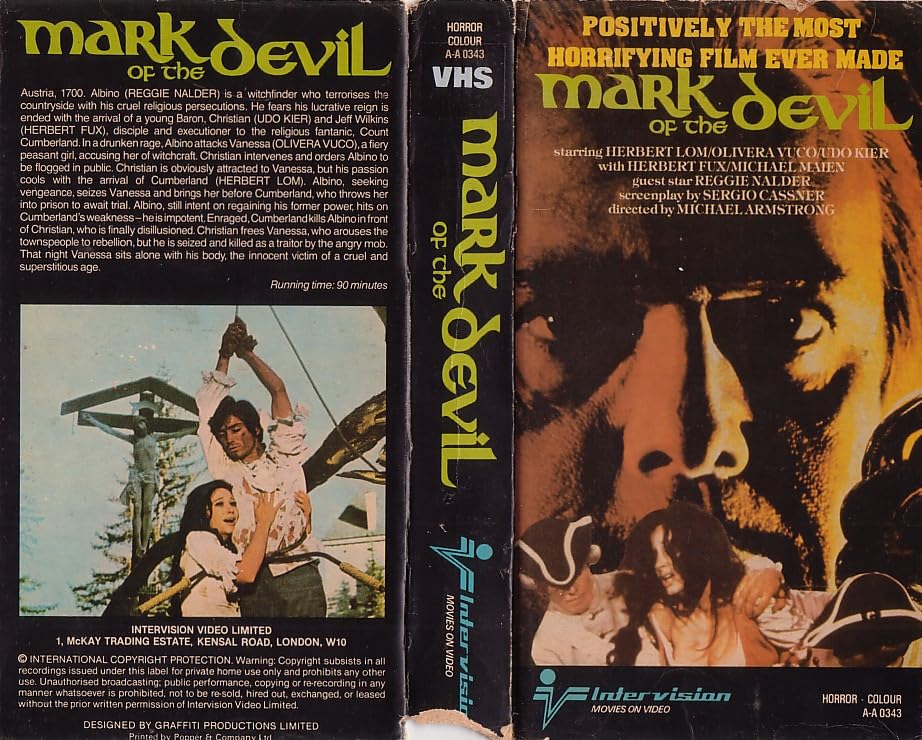 mark
of the
devil
Austria, 1700. Albino (REGGIE NALDER) is a witchfinder who terrorises the
countryside with his cruel religious persecutions. He fears his lucrative reign is
ended with the arrival of a young Baron, Christian (UDO KIER) and Jeff Wilkins
(HERBERT FUX), disciple and executioner to the religious fantanic, Count
Cumberland. In a drunken rage, Albino attacks Vanessa (OLIVERA VUCO), a fiery
peasant girl, accusing her of witchcraft. Christian intervenes and orders Albino to
be flogged in public. Christian is obviously attracted to Vanessa, but his passion
cools with the arrival of Cumberland (HERBERT LOM). Albino, seeking
vengeance, seizes Vanessa and brings her before Cumberland, who throws her
into prison to await trial. Albino, still intent on regaining his former power, hits on
Cumberland's weakness – he is impotent. Enraged, Cumberland kills Albino in front
of Christian, who is finally disillusioned. Christian frees Vanessa, who arouses the
townspeople to rebellion, but he is seized and killed as a traitor by the angry mob.
That night Vanessa sits alone with his body, the innocent victim of a cruel and
superstitious age.
Running time: 90 minutes
INTERVISION VIDEO LIMITED
1, McKAY TRADING ESTATE, KENSAL ROAD, LONDON, W10
© INTERNATIONAL COPYRIGHT PROTECTION. Warning: Copyright subsists in all
recordings issued under this label for private home use only and prohibits any other
use. Unauthorised broadcasting; public performance, copying or re-recording in any
manner whatsoever is prohibited, not to be re-sold, hired out, exchanged, or leased
without the prior written permission of Intervision Video Limited.
DESIGNED BY GRAFFITI PRODUCTIONS LIMITED
Printed by Popper & Company Ltd
HORROR
COLOUR
A-A 0343
VHS
mark
of the
devil
Intervision
MOVIES ON VIDEO
POSITIVELY THE MOST
HORRIFYING FILM EVER MADE
mark
of the
devil
starring HERBERT LOM/OLIVERA VUCO/UDO KIER
with HERBERT FUX/MICHAEL MAIEN
guest star REGGIE NALDER
screenplay by SERGIO CASSNER
directed by MICHAEL ARMSTRONG
Intervision
MOVIES ON VIDEO
HORROR · COLOUR
A-A 0343